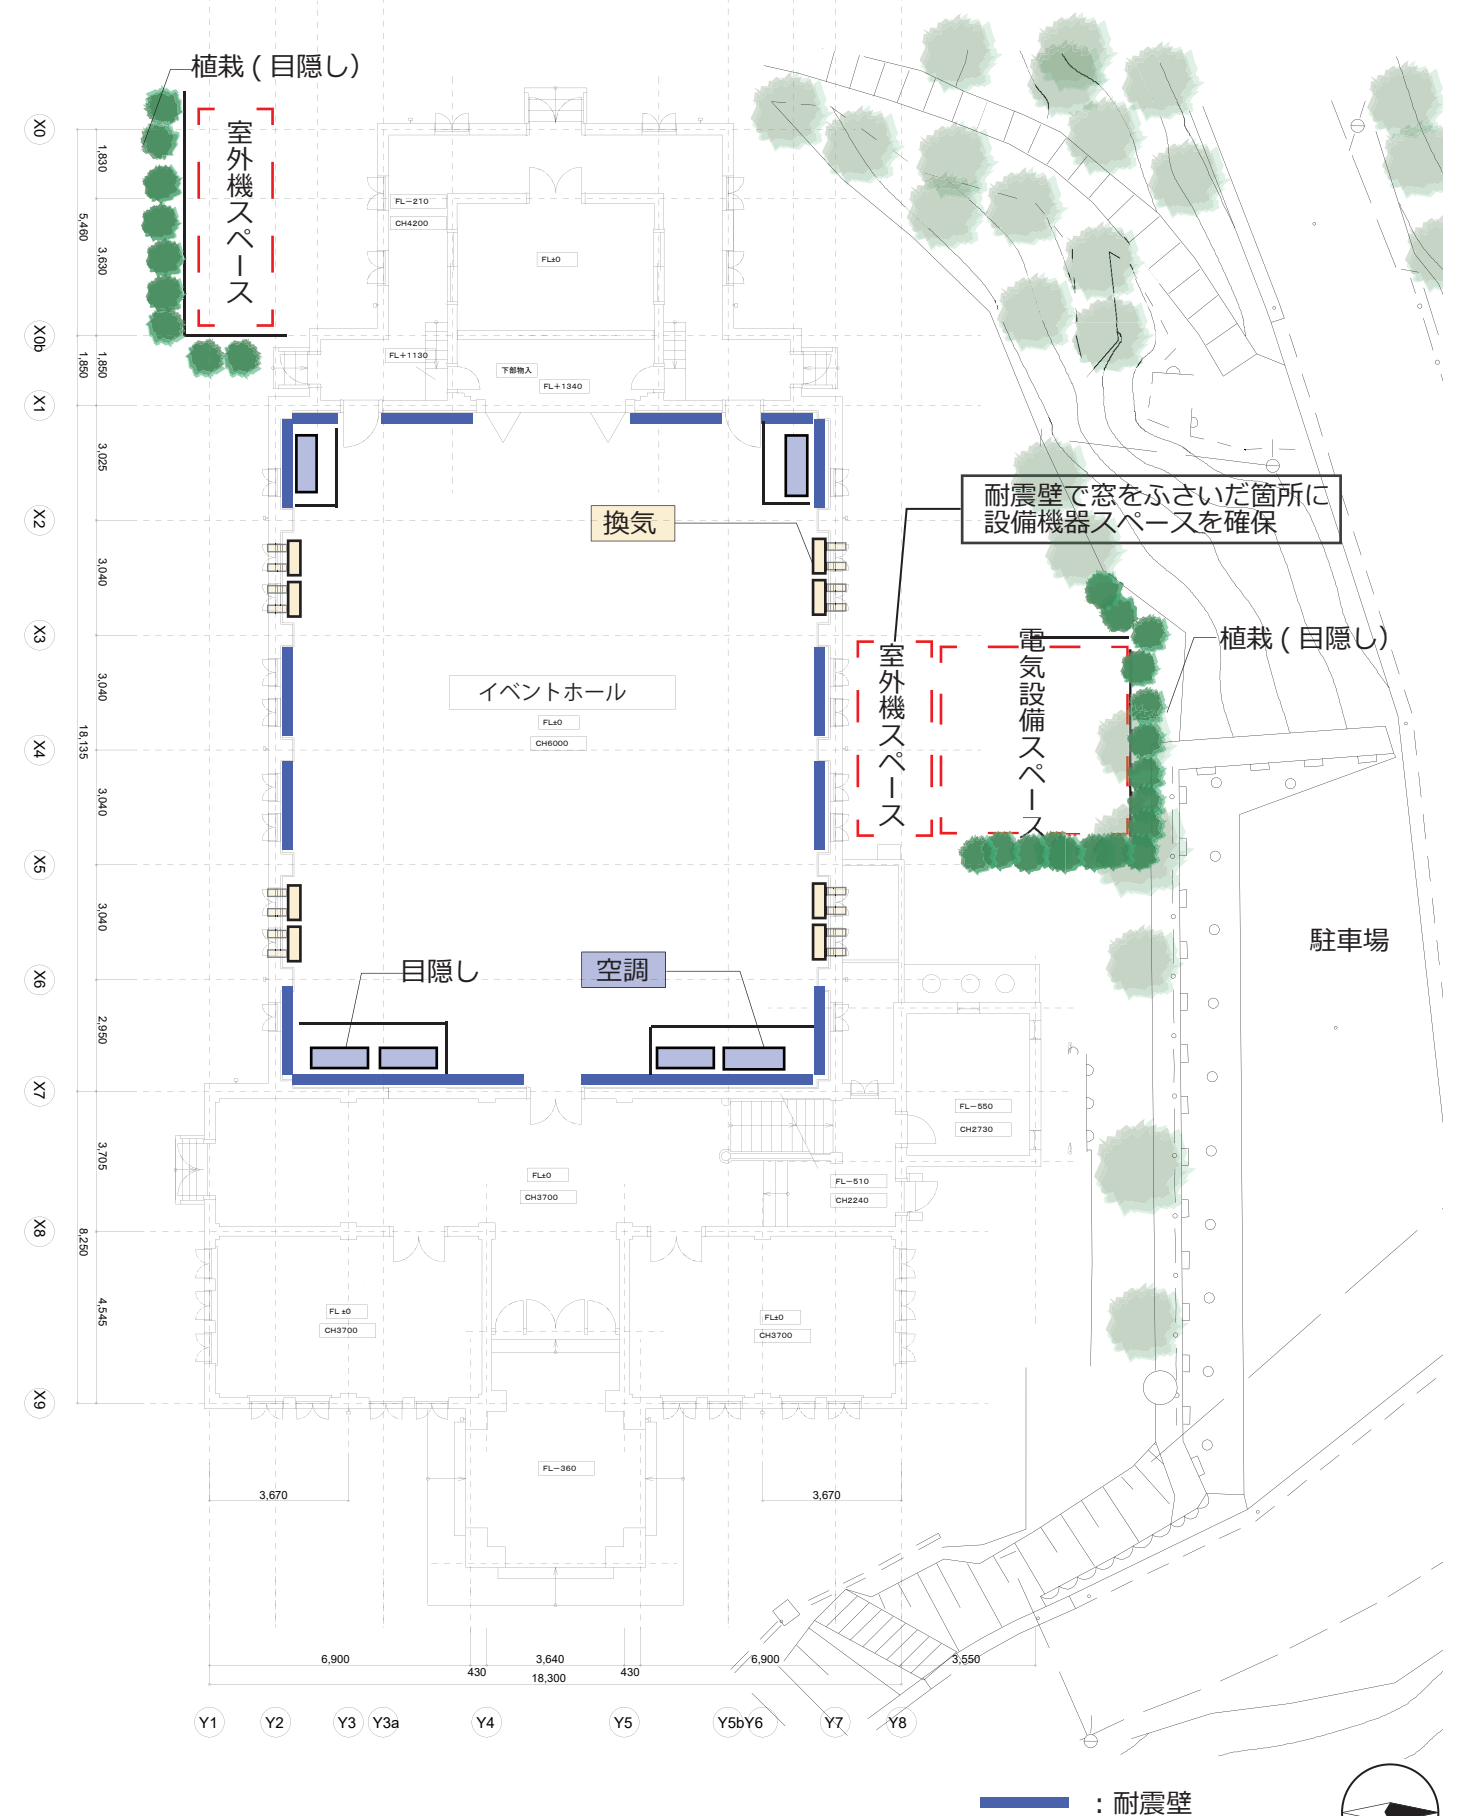 植栽 ( 目隠し）
室外機スペース
X0
1,830
5,460
3,630
X0b
1,850
1,850
X1
3,025
X2
3,040
X3
3,040
18,135
X4
3,040
X5
3,040
X6
2,950
X7
3,705
X8
8,250
4,545
X9
FL－210
CH4200
FL±0
FL＋1130
下部物入
FL＋1340
換気
耐震壁で窓をふさいだ箇所に
設備機器スペースを確保
イベントホール
FL±0
CH6000
室外機スペース
電気設備スペース
植栽 ( 目隠し）
駐車場
目隠し
空調
FL－550
CH2730
FL±0
CH3700
FL－510
CH2240
FL±0
CH3700
FL±0
CH3700
FL－360
3,670
3,670
6,900
430
3,640
430
6,900
3,550
18,300
Y1
Y2
Y3
Y3a
Y4
Y5
Y5b
Y6
Y7
Y8
：耐震壁